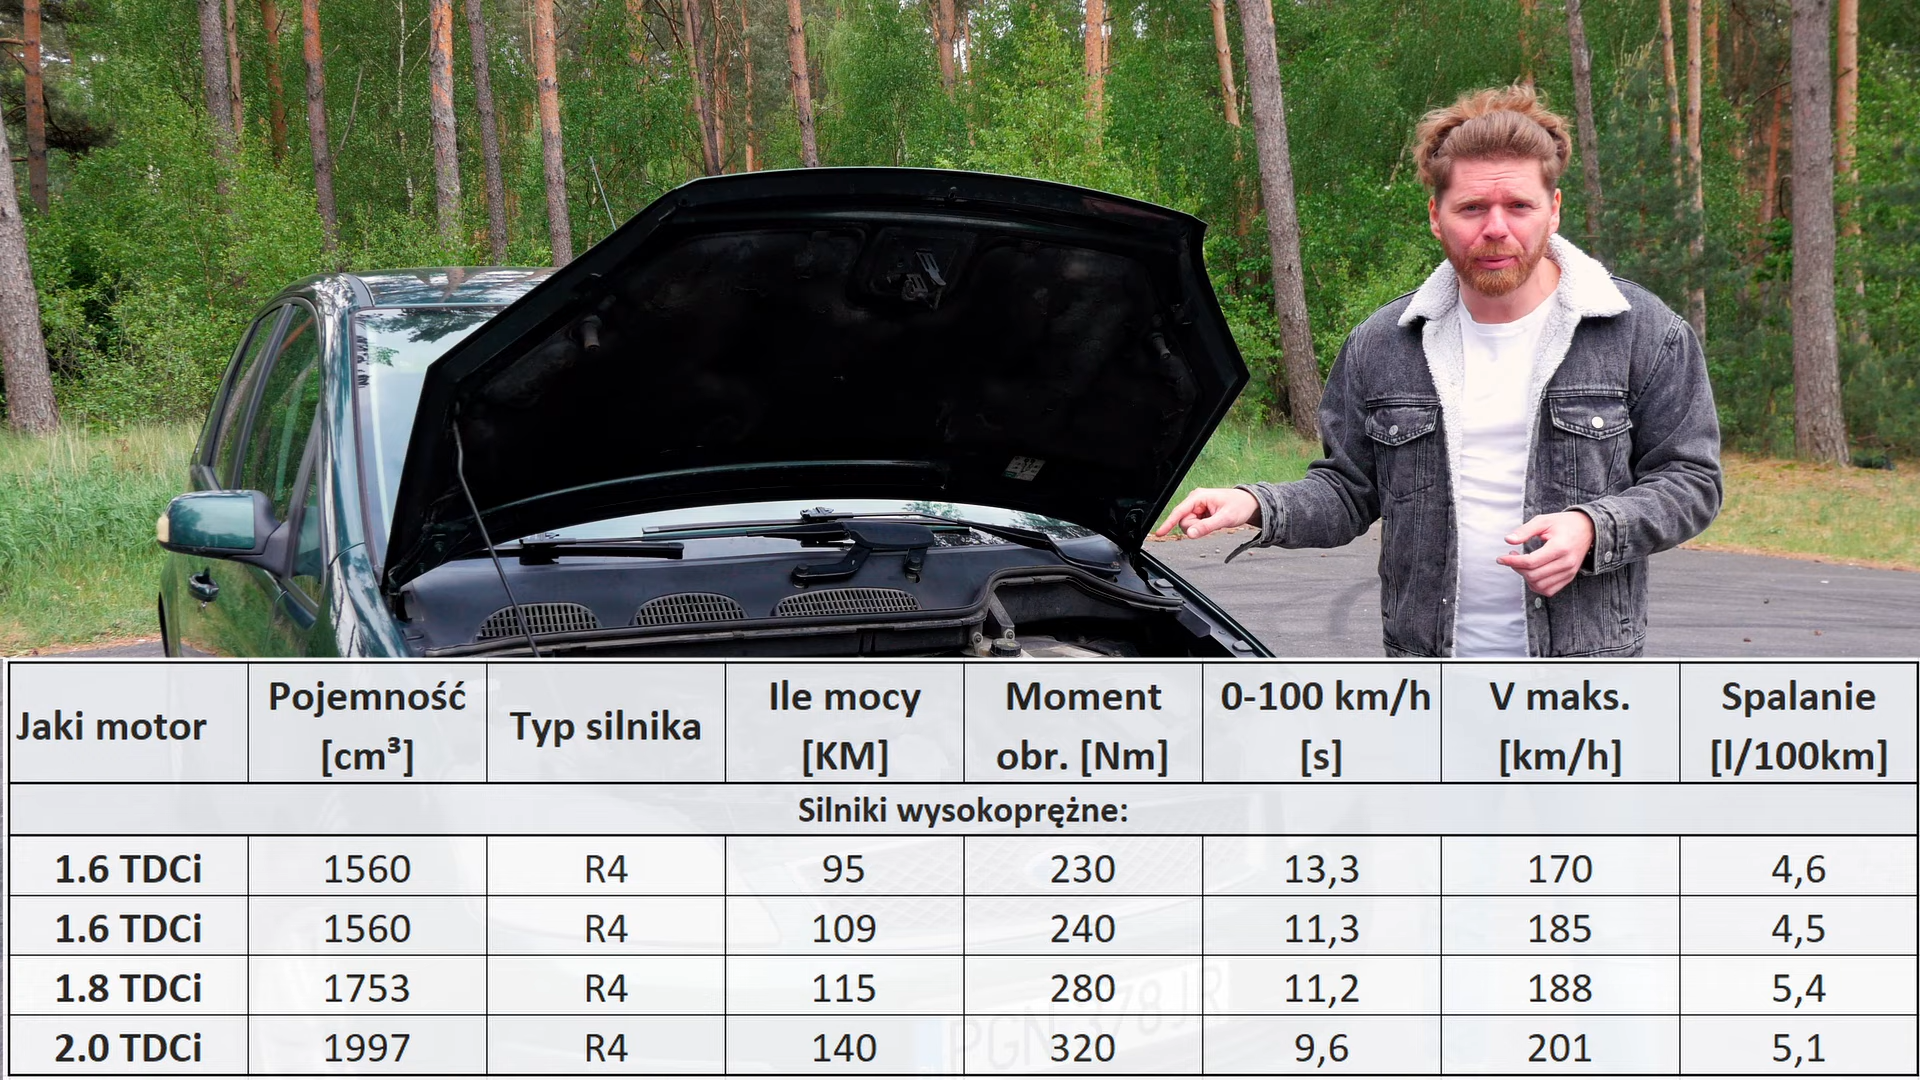 Jaki motor Pojemność [cm³] Typ silnika Ile mocy [KM] Moment obr. [Nm] 0-100 km/h [s] V maks. [km/h] Spalanie [l/100km]
Silniki wysokoprężne:
1.6 TDCi 1560 R4 95 230 13,3 170 4,6
1.6 TDCi 1560 R4 109 240 11,3 185 4,5
1.8 TDCi 1753 R4 115 280 11,2 188 5,4
2.0 TDCi 1997 R4 140 320 9,6 201 5,1